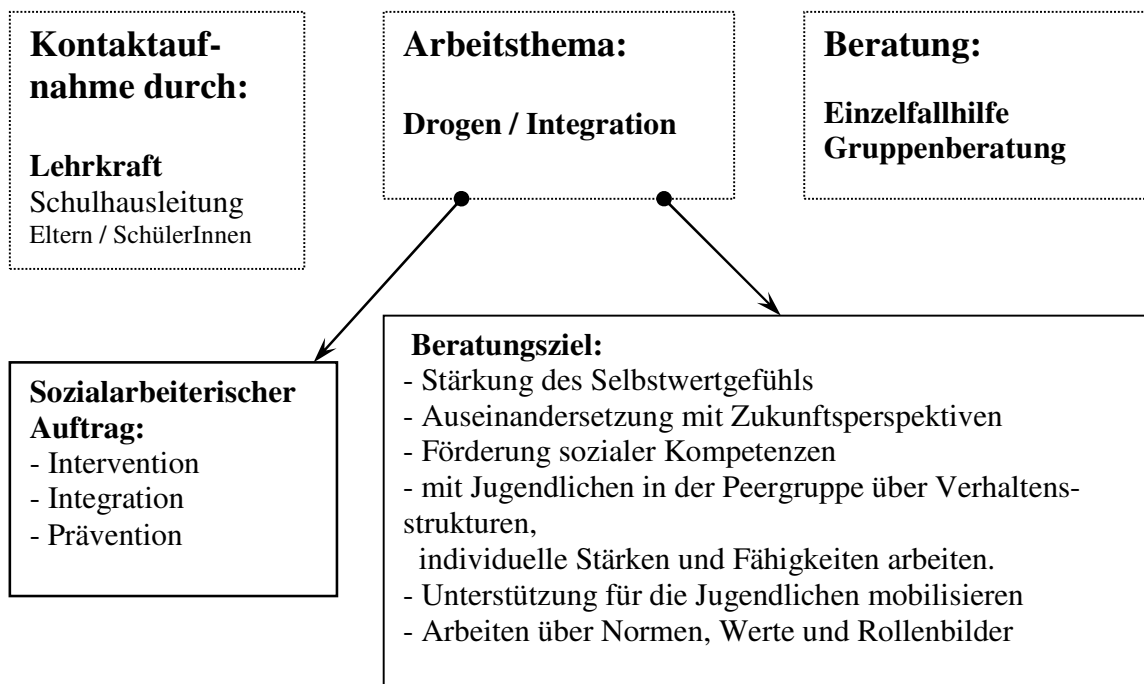 Kontaktauf-
nahme durch:
Lehrkraft
Schulhausleitung
Eltern / SchülerInnen
Arbeitsthema:
Drogen / Integration
Beratung:
Einzelfallhilfe
Gruppenberatung
Sozialarbeiterischer
Auftrag:
- Intervention
- Integration
- Prävention
Beratungsziel:
- Stärkung des Selbstwertgefühls
- Auseinandersetzung mit Zukunftsperspektiven
- Förderung sozialer Kompetenzen
- mit Jugendlichen in der Peergruppe über Verhaltens-
strukturen,
individuelle Stärken und Fähigkeiten arbeiten.
- Unterstützung für die Jugendlichen mobilisieren
- Arbeiten über Normen, Werte und Rollenbilder